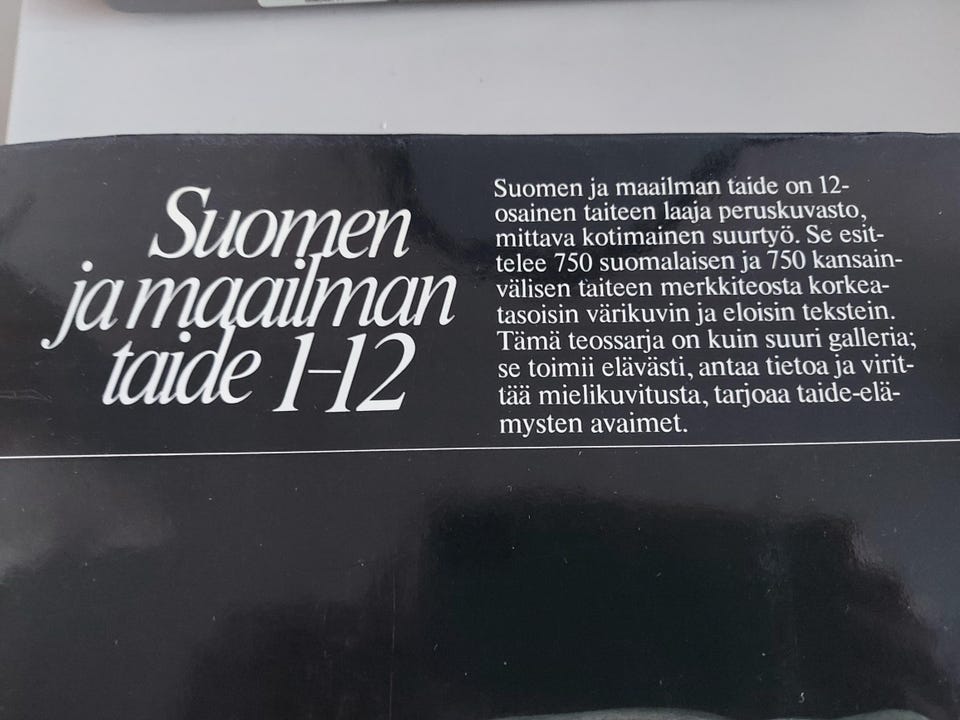 Suomen
ja maailman
taide 1-12
Suomen ja maailman taide on 12-
osainen taiteen laaja peruskuvasto,
mittava kotimainen suurtyö. Se esit-
telee 750 suomalaisen ja 750 kansain-
välisen taiteen merkkiteosta korkea-
tasoisin värikuvin ja eloisin tekstein.
Tämä teossarja on kuin suuri galleria;
se toimii elävästi, antaa tietoa ja virit-
tää mielikuvitusta, tarjoaa taide-elä-
mysten avaimet.